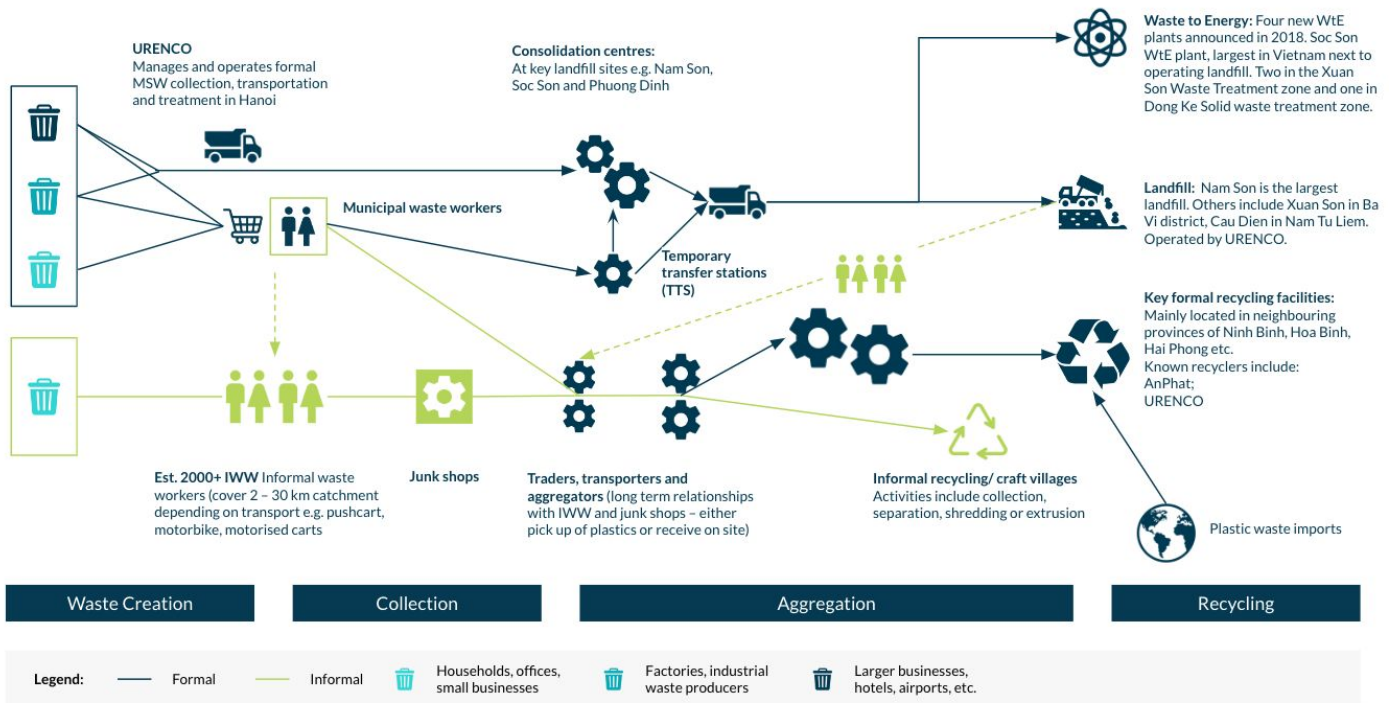 URENCO
Manages and operates formal
MSW collection, transportation
and treatment in Hanoi
Consolidation centres:
At key landfill sites e.g. Nam Son,
Soc Son and Phuong Dinh
Waste to Energy: Four new WtE
plants announced in 2018. Soc Son
WtE plant, largest in Vietnam next to
operating landfill. Two in the Xuan
Son Waste Treatment zone and one in
Dong Ke Solid waste treatment zone.
Municipal waste workers
Temporary
transfer stations
(TTS)
Landfill: Nam Son is the largest
landfill. Others include Xuan Son in Ba
Vi district, Cau Dien in Nam Tu Liem.
Operated by URENCO.
Key formal recycling facilities:
Mainly located in neighbouring
provinces of Ninh Binh, Hoa Binh,
Hai Phong etc.
Known recyclers include:
AnPhat;
URENCO
Est. 2000+ IWW Informal waste
workers (cover 2 – 30 km catchment
depending on transport e.g. pushcart,
motorbike, motorised carts
Junk shops
Traders, transporters and
aggregators (long term relationships
with IWW and junk shops – either
pick up of plastics or receive on site)
Informal recycling/ craft villages
Activities include collection,
separation, shredding or extrusion
Plastic waste imports
Waste Creation
Collection
Aggregation
Recycling
Legend:
Formal
Informal
Households, offices,
small businesses
Factories, industrial
waste producers
Larger businesses,
hotels, airports, etc.